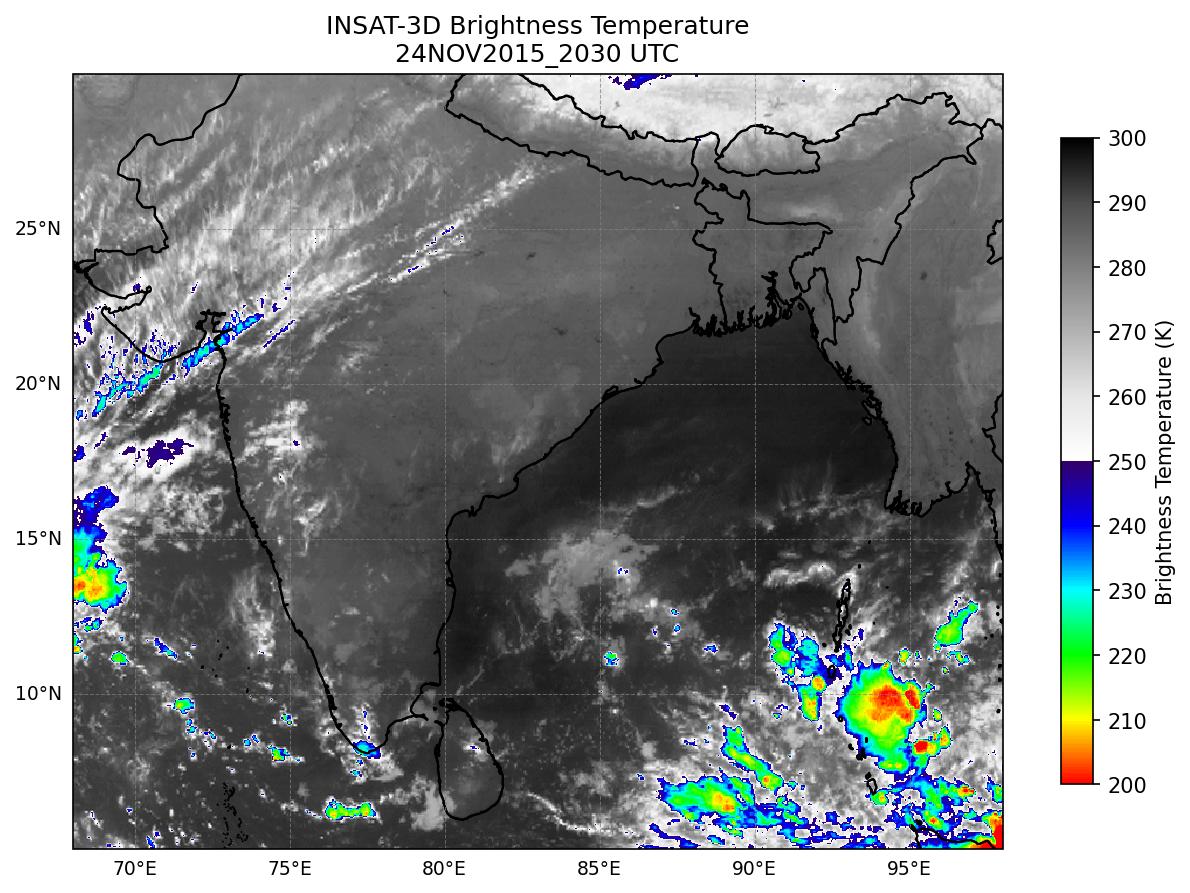 INSAT-3D Brightness Temperature
24NOV2015_2030 UTC
25°N
20°N
15°N
10°N
70°E
75°E
80°E
85°E
90°E
95°E
300
290
280
270
260
250
240
230
220
210
200
Brightness Temperature (K)